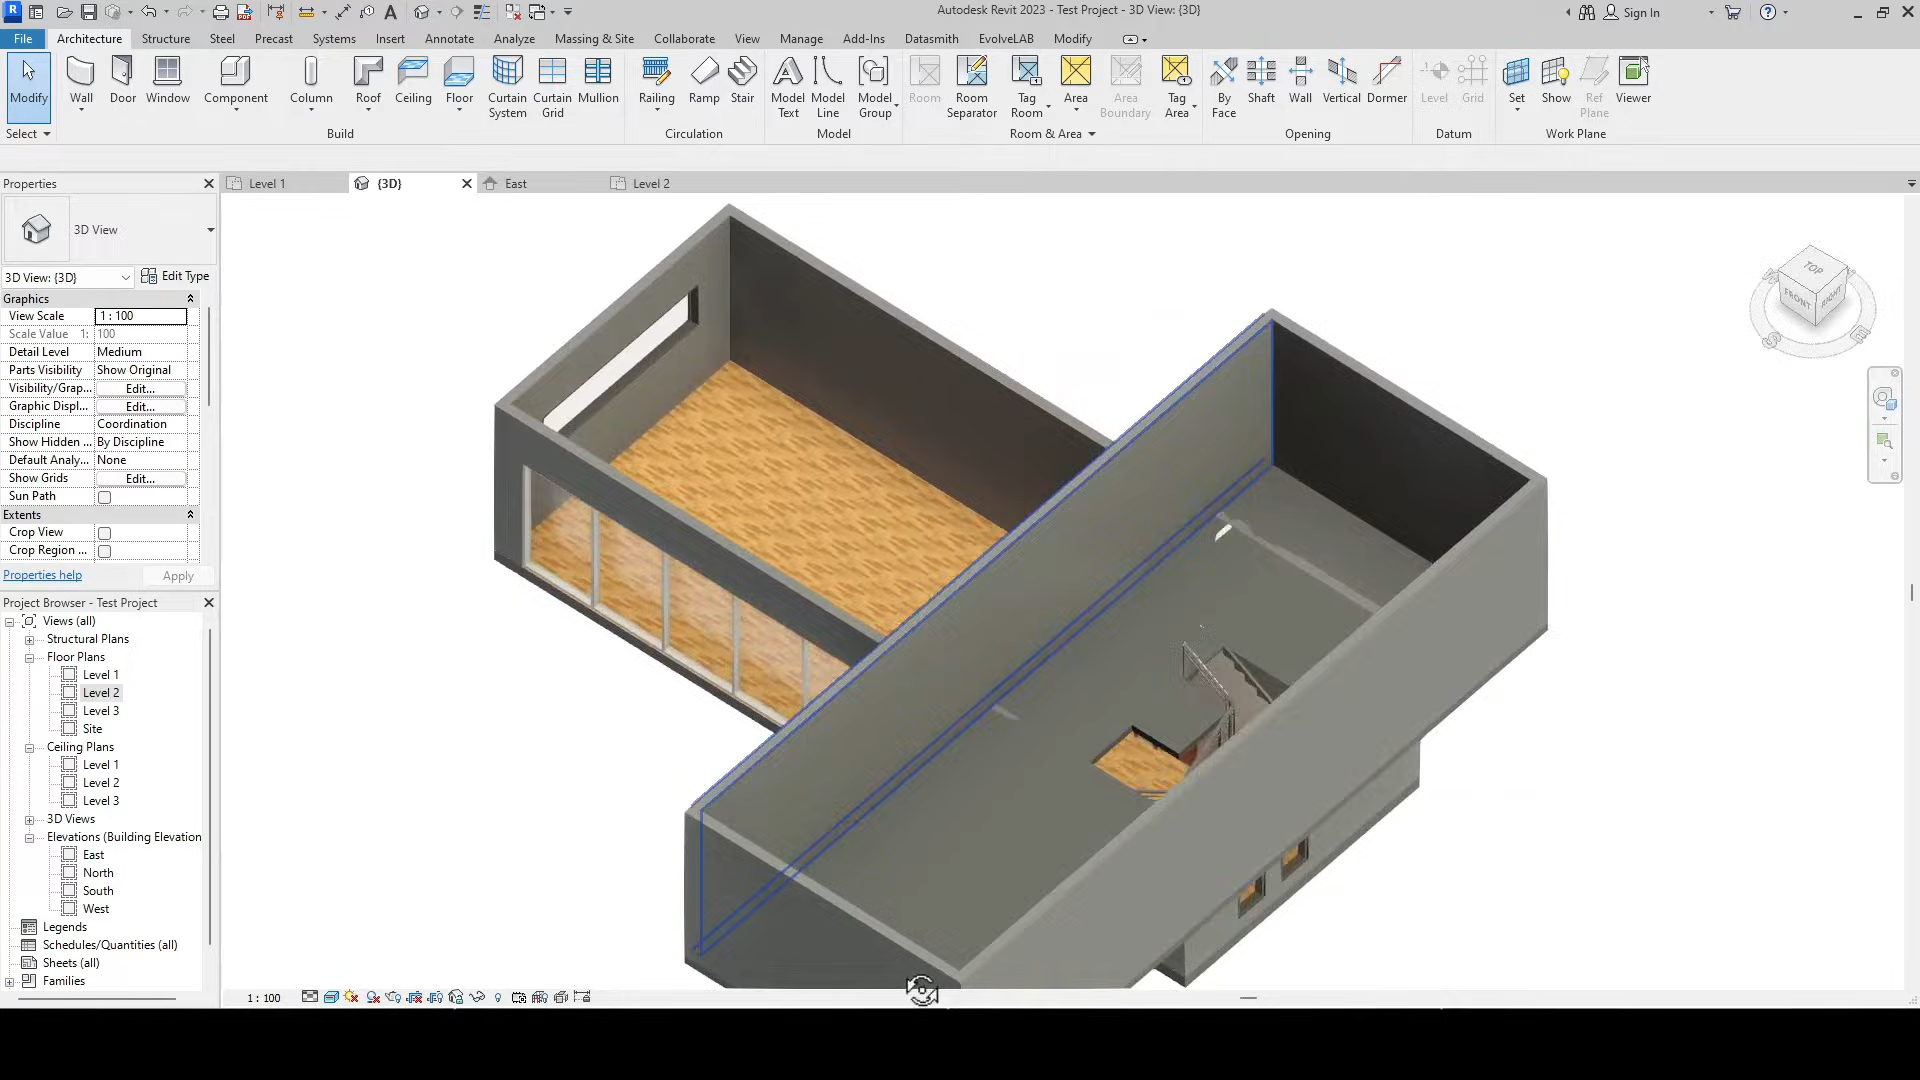 Autodesk Revit 2023 - Test Project - 3D View: {3D}
Sign In
File Architecture Structure Steel Precast Systems Insert Annotate Analyze Massing & Site Collaborate View Manage Add-Ins Datasmith EvolveLAB Modify
Modify Wall Door Window Component Column Roof Ceiling Floor Curtain System Curtain Grid Mullion Railing Ramp Stair Model Text Model Line Model Group Room Room Separator Tag Room Area Area Boundary Tag Area By Face Shaft Wall Vertical Dormer Level Grid Set Show Ref Plane Viewer
Select Build Circulation Model Room & Area Opening Datum Work Plane
Properties
Level 1 {3D} East Level 2
3D View
3D View: {3D} Edit Type
Graphics
View Scale 1 : 100
Scale Value 1: 100
Detail Level Medium
Parts Visibility Show Original
Visibility/Grap... Edit...
Graphic Displ... Edit...
Discipline Coordination
Show Hidden ... By Discipline
Default Analy... None
Show Grids Edit...
Sun Path
Extents
Crop View
Crop Region ...
Properties help Apply
Project Browser - Test Project
Views (all)
Structural Plans
Floor Plans
Level 1
Level 2
Level 3
Site
Ceiling Plans
Level 1
Level 2
Level 3
3D Views
Elevations (Building Elevation
East
North
South
West
Legends
Schedules/Quantities (all)
Sheets (all)
Families
TOP
FRONT
RIGHT
W
S
E
1 : 100